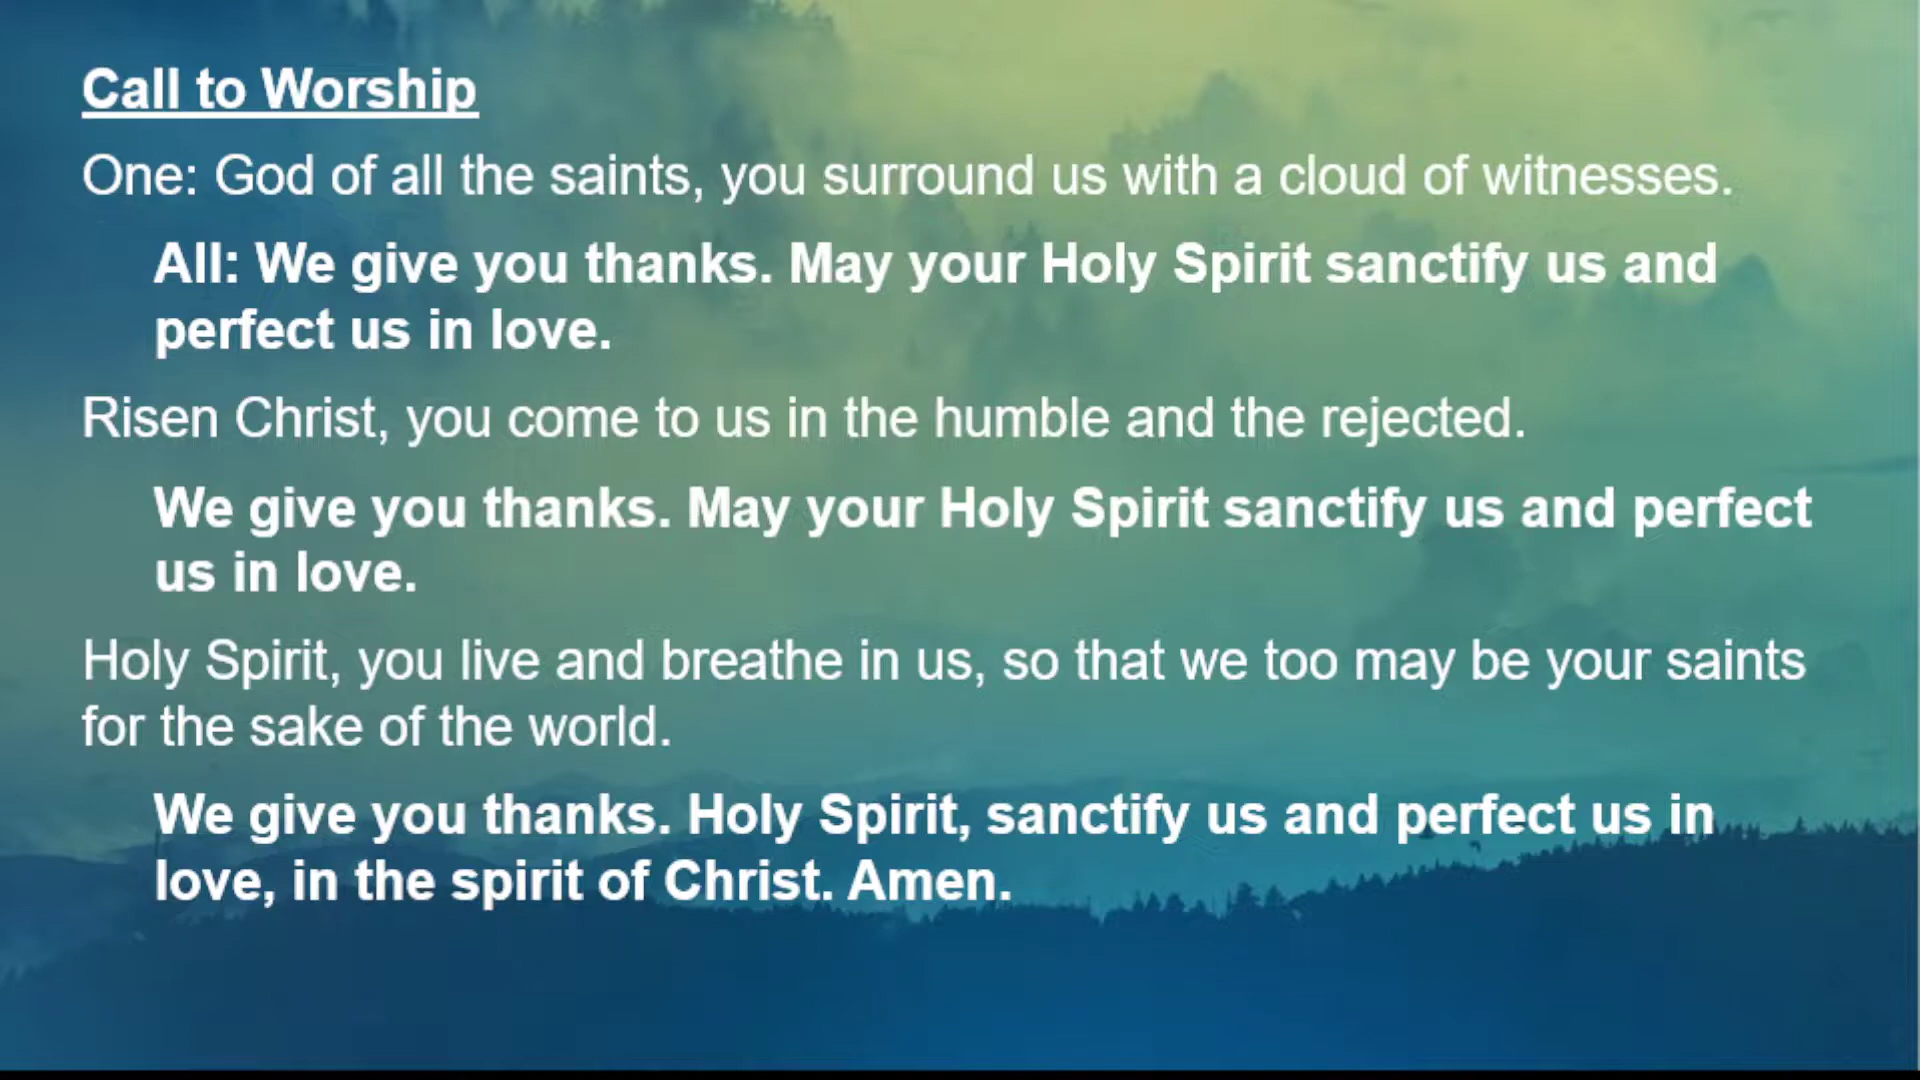 Call to Worship
One: God of all the saints, you surround us with a cloud of witnesses.
All: We give you thanks. May your Holy Spirit sanctify us and
perfect us in love.
Risen Christ, you come to us in the humble and the rejected.
We give you thanks. May your Holy Spirit sanctify us and perfect
us in love.
Holy Spirit, you live and breathe in us, so that we too may be your saints
for the sake of the world.
We give you thanks. Holy Spirit, sanctify us and perfect us in
love, in the spirit of Christ. Amen.